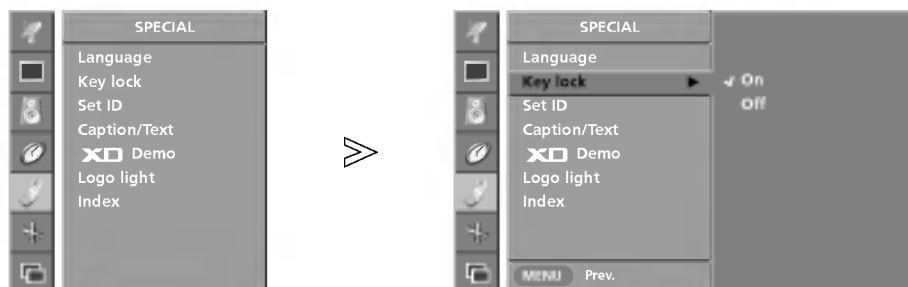 SPECIAL
Language
Key lock
Set ID
Caption/Text
XD Demo
Logo light
Index
SPECIAL
Language
Key lock
On
Off
Set ID
Caption/Text
XD Demo
Logo light
Index
MENU Prev.